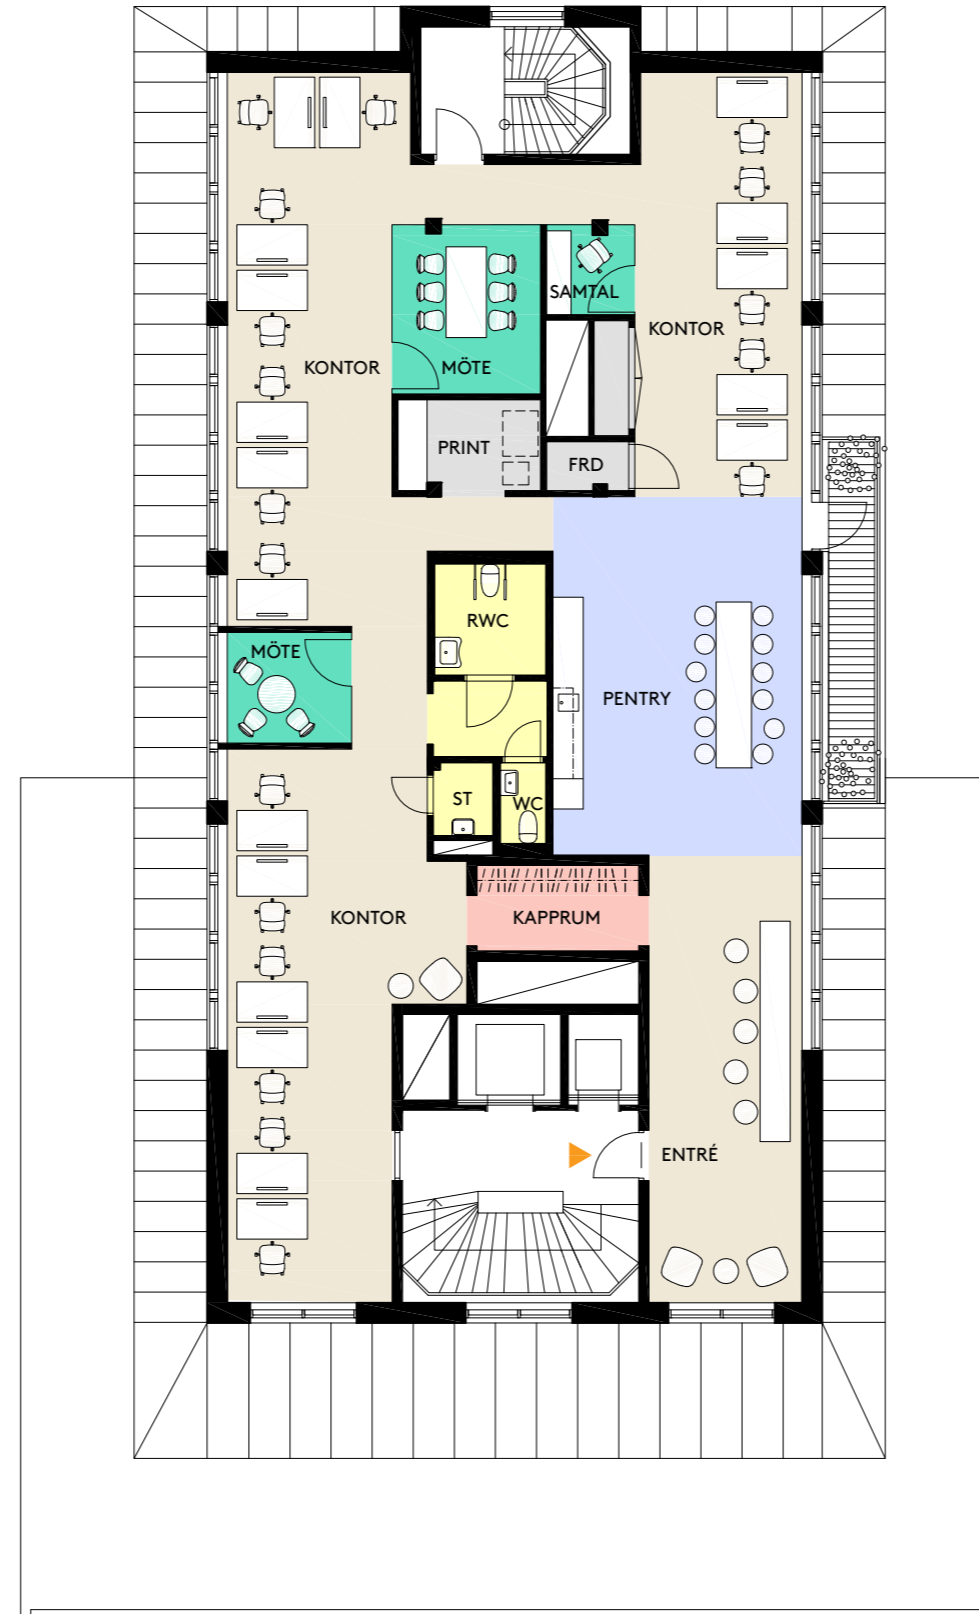 SAMTAL
KONTOR
KONTOR
MÖTE
PRINT
FRD
RWC
MÖTE
PENTRY
ST
WC
KONTOR
KAPPRUM
ENTRÉ